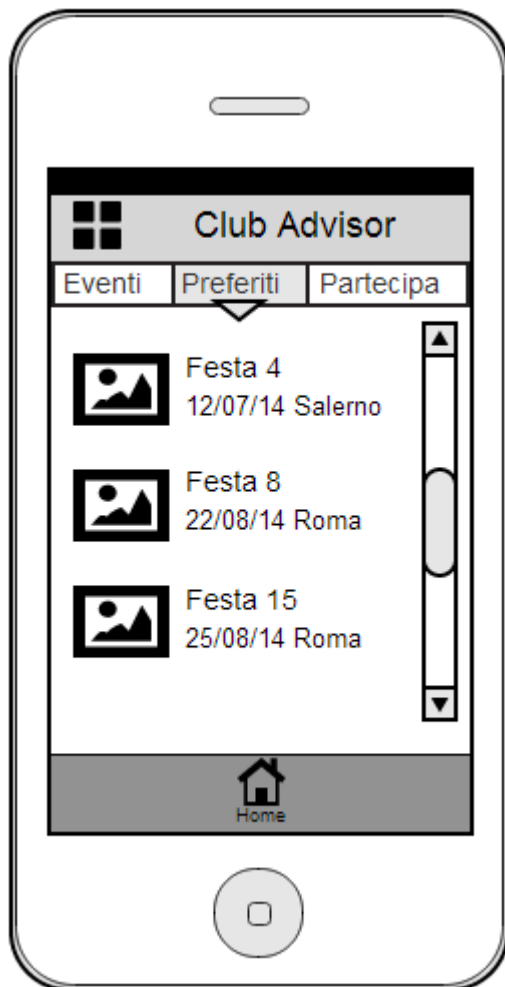 Club Advisor
Eventi Preferiti Partecipa
Festa 4
12/07/14 Salerno
Festa 8
22/08/14 Roma
Festa 15
25/08/14 Roma
Home